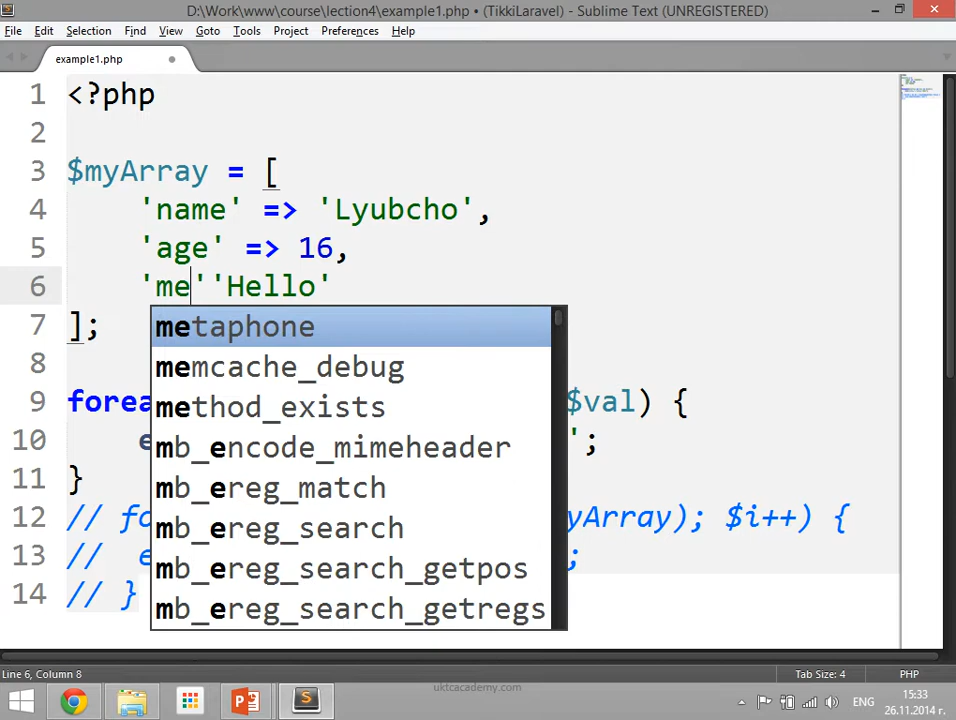 D:\Work\www\course\lection4\example1.php • (TikkiLaravel) - Sublime Text (UNREGISTERED)
File Edit Selection Find View Goto Tools Project Preferences Help
example1.php
1 <?php
2
3 $myArray = [
4 'name' => 'Lyubcho',
5 'age' => 16,
6 'me''Hello'
7 ];
8
9 forea $val) {
10 e ';
11 }
12 // fo yArray); $i++) {
13 // e ;
14 // }
metaphone
memcache_debug
method_exists
mb_encode_mimeheader
mb_ereg_match
mb_ereg_search
mb_ereg_search_getpos
mb_ereg_search_getregs
Line 6, Column 8 Tab Size: 4 PHP
uktcacademy.com
ENG 15:33
26.11.2014 г.